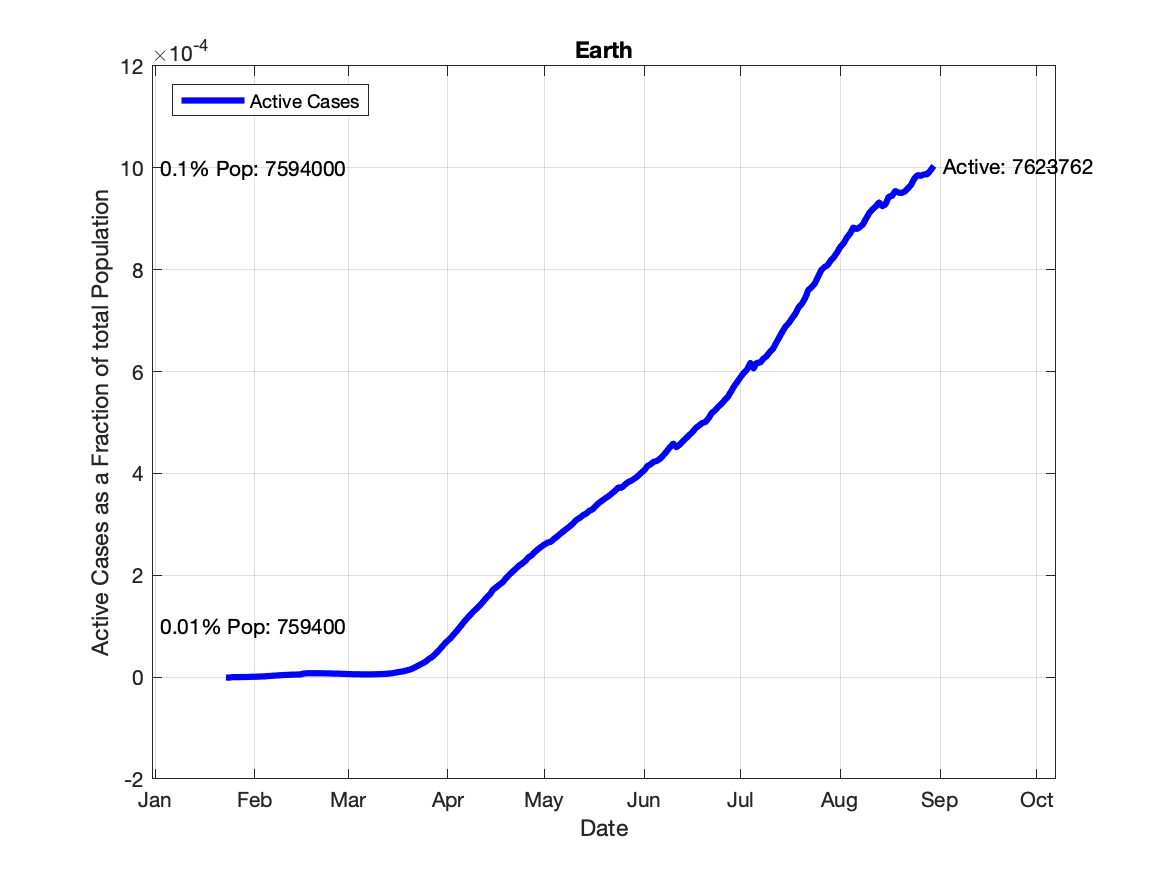 Earth
×10-4
12
10
8
6
4
2
0
-2
Active Cases
0.1% Pop: 7594000
Active: 7623762
0.01% Pop: 759400
Active Cases as a Fraction of total Population
Jan Feb Mar Apr May Jun Jul Aug Sep Oct
Date